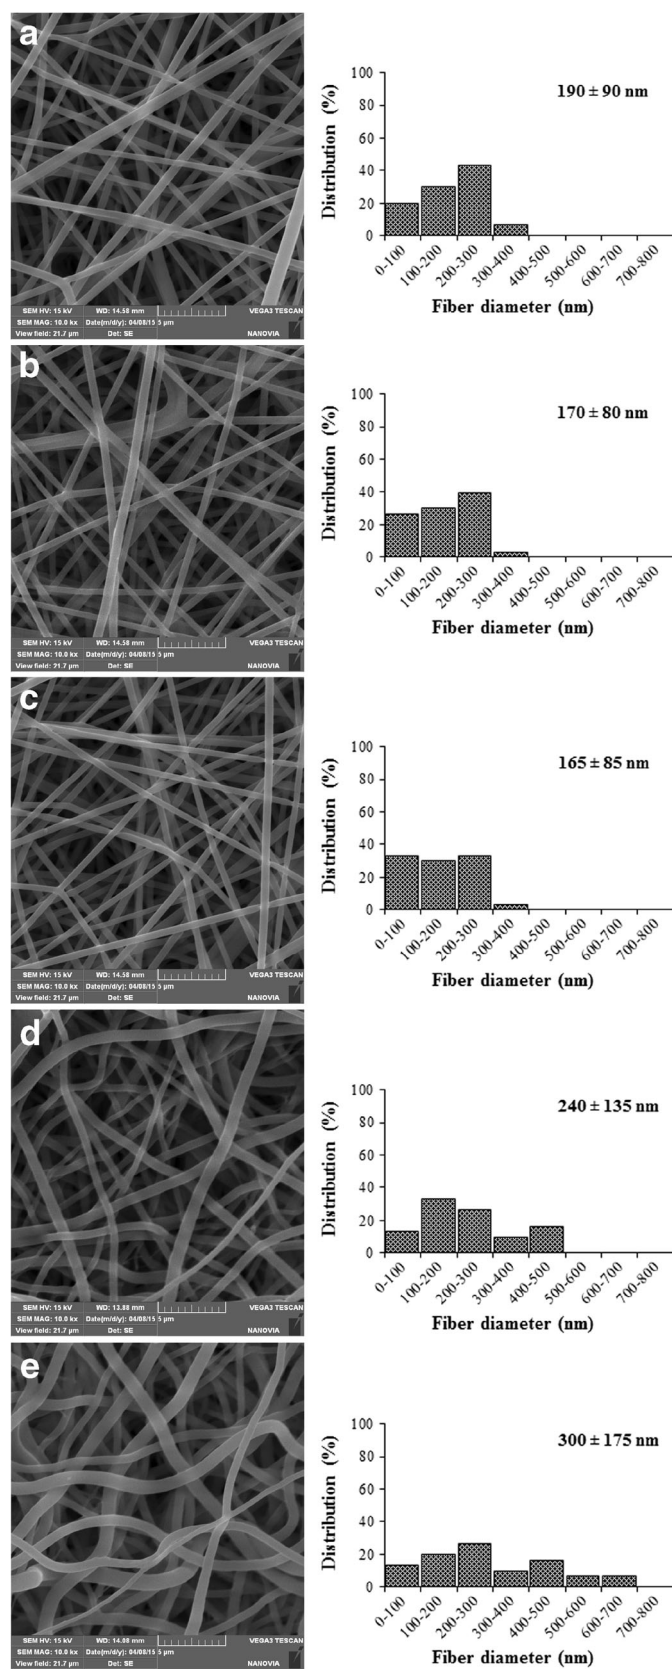 a
SEM HV: 15 kV WD: 14.58 mm VEGA3 TESCAN
SEM MAG: 10.0 kx Date(m/d/y): 04/08/15 5 µm
View field: 21.7 µm Det: SE NANOVIA
Distribution (%)
100
80
60
40
20
0
190 ± 90 nm
0-100 100-200 200-300 300-400 400-500 500-600 600-700 700-800
Fiber diameter (nm)
b
SEM HV: 15 kV WD: 14.58 mm VEGA3 TESCAN
SEM MAG: 10.0 kx Date(m/d/y): 04/08/15 5 µm
View field: 21.7 µm Det: SE NANOVIA
Distribution (%)
100
80
60
40
20
0
170 ± 80 nm
0-100 100-200 200-300 300-400 400-500 500-600 600-700 700-800
Fiber diameter (nm)
c
SEM HV: 15 kV WD: 14.58 mm VEGA3 TESCAN
SEM MAG: 10.0 kx Date(m/d/y): 04/08/15 5 µm
View field: 21.7 µm Det: SE NANOVIA
Distribution (%)
100
80
60
40
20
0
165 ± 85 nm
0-100 100-200 200-300 300-400 400-500 500-600 600-700 700-800
Fiber diameter (nm)
d
SEM HV: 15 kV WD: 13.88 mm VEGA3 TESCAN
SEM MAG: 10.0 kx Date(m/d/y): 04/08/15 5 µm
View field: 21.7 µm Det: SE NANOVIA
Distribution (%)
100
80
60
40
20
0
240 ± 135 nm
0-100 100-200 200-300 300-400 400-500 500-600 600-700 700-800
Fiber diameter (nm)
e
SEM HV: 15 kV WD: 14.08 mm VEGA3 TESCAN
SEM MAG: 10.0 kx Date(m/d/y): 04/08/15 5 µm
View field: 21.7 µm Det: SE NANOVIA
Distribution (%)
100
80
60
40
20
0
300 ± 175 nm
0-100 100-200 200-300 300-400 400-500 500-600 600-700 700-800
Fiber diameter (nm)